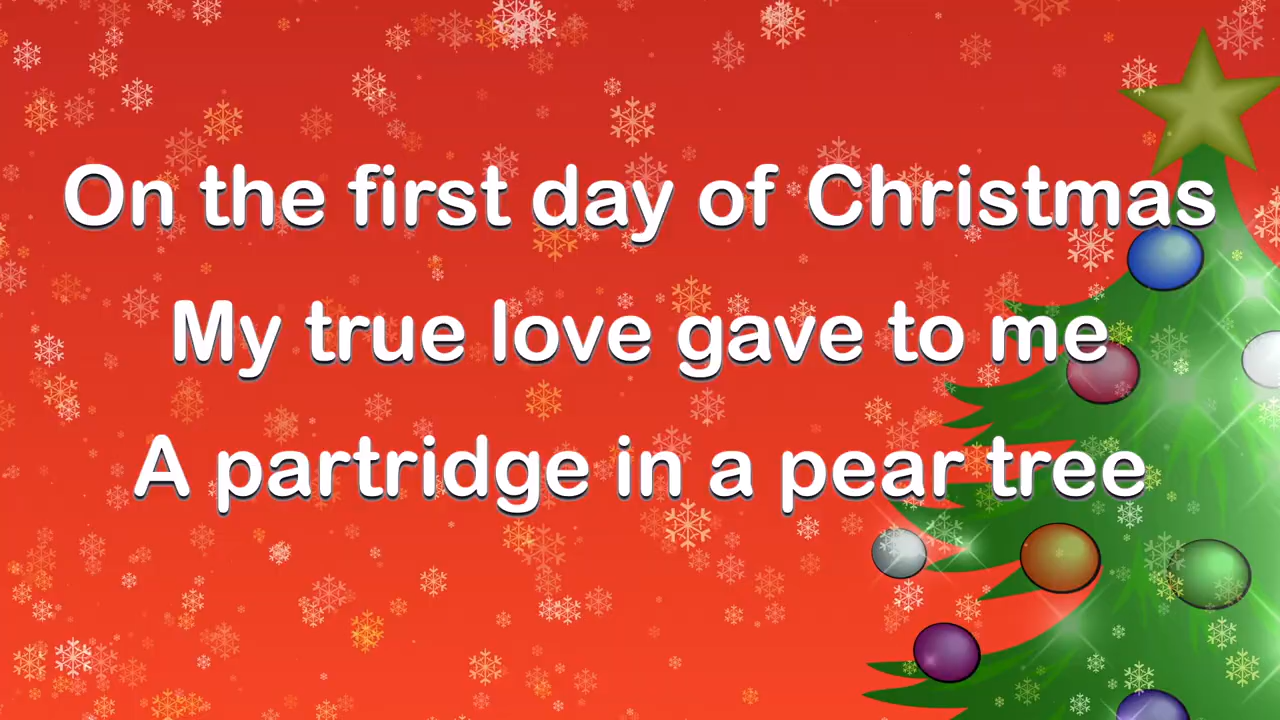 On the first day of Christmas
My true love gave to me
A partridge in a pear tree